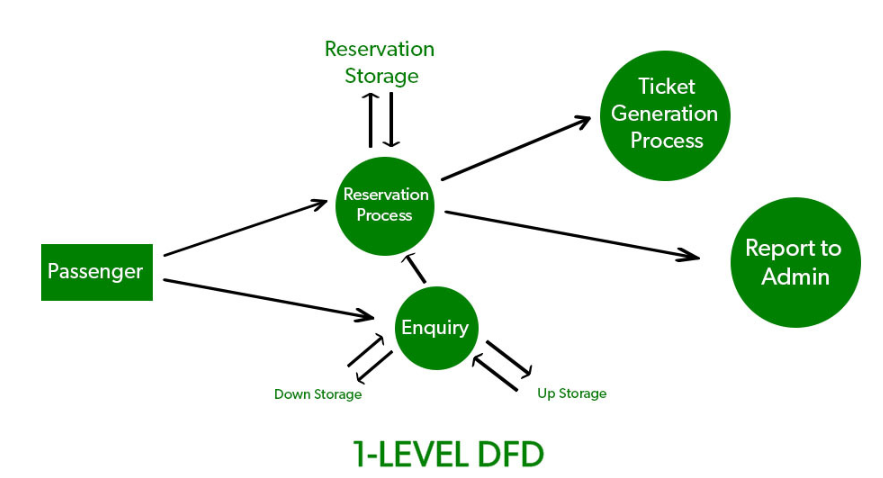 Reservation
Storage
Ticket
Generation
Process
Reservation
Process
Passenger
Report to
Admin
Enquiry
Down Storage
Up Storage
1-LEVEL DFD